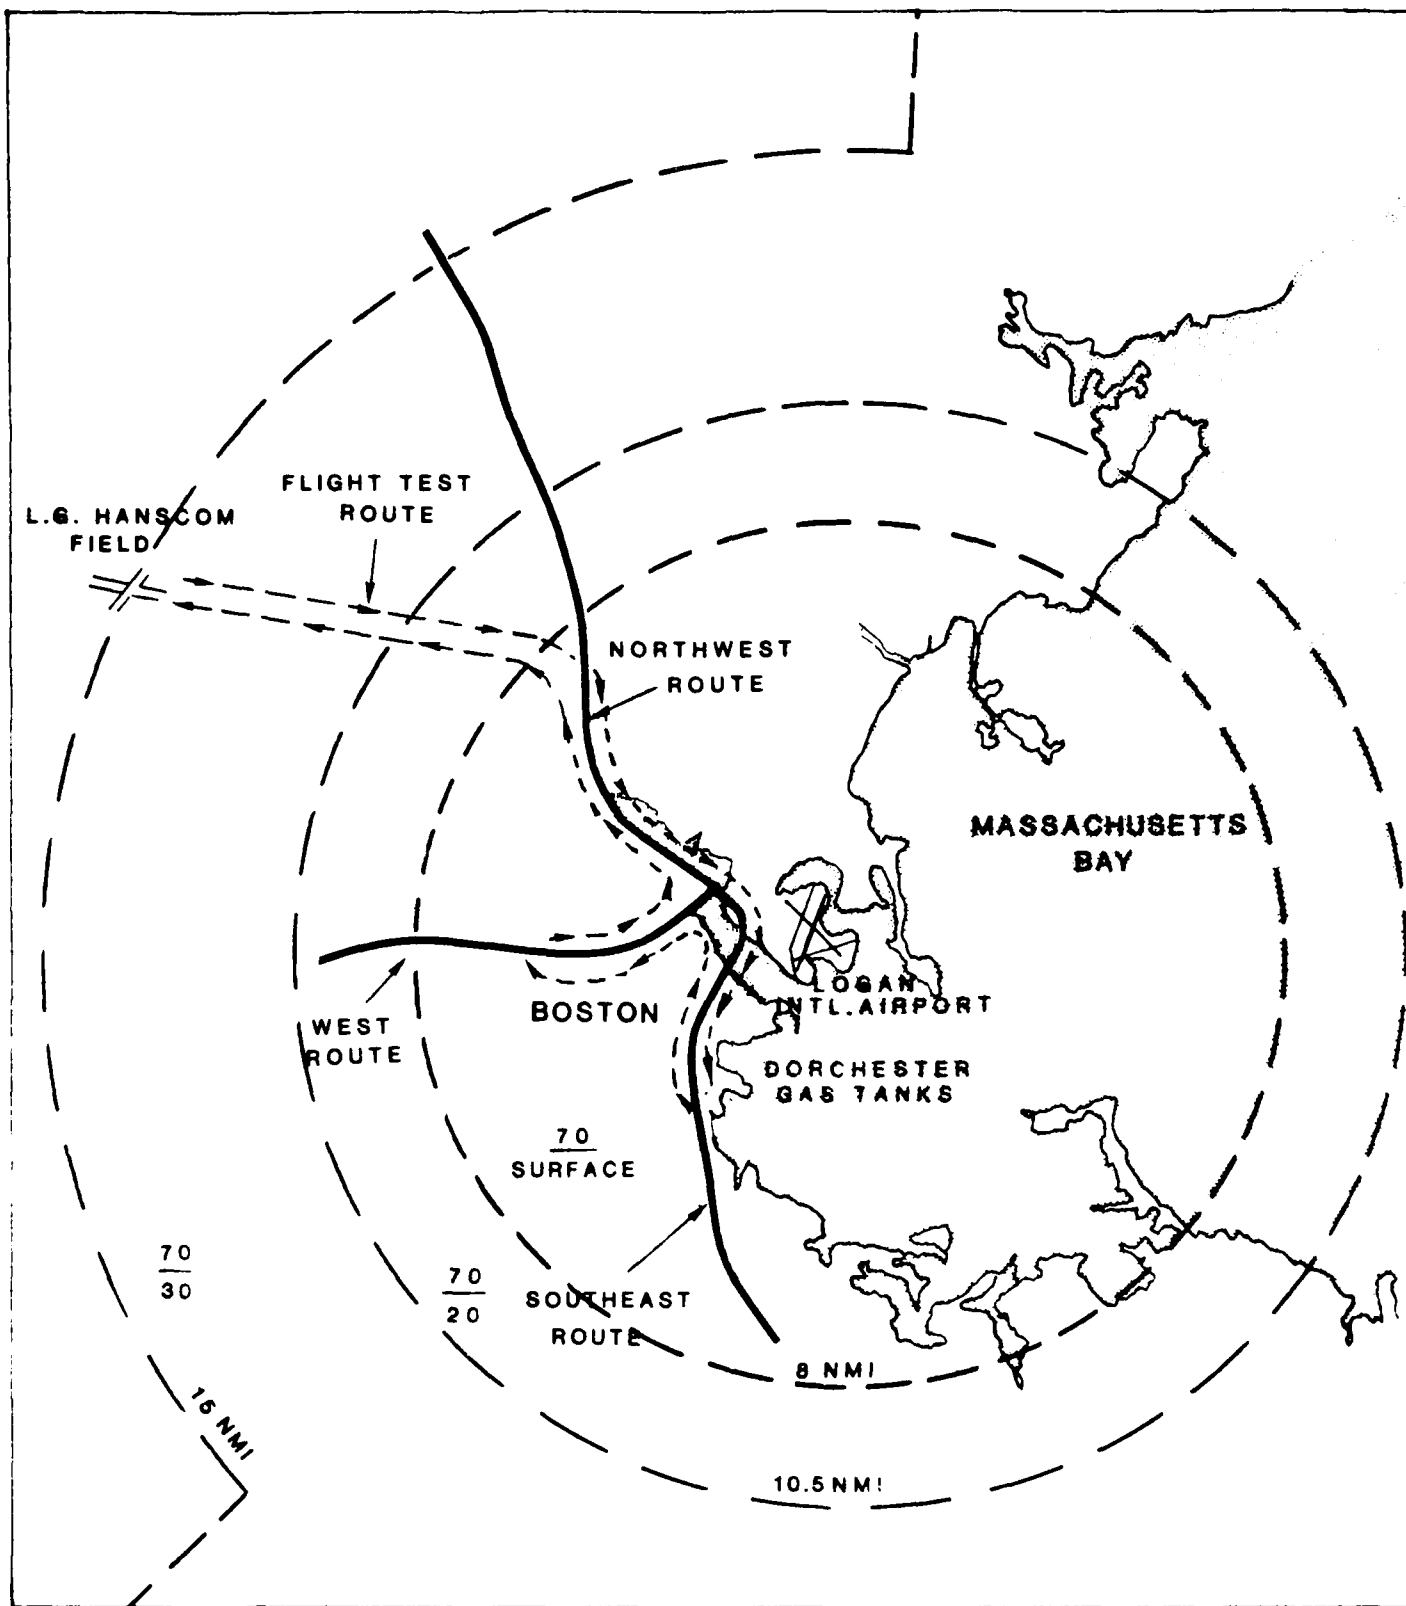 FLIGHT TEST
ROUTE
L.G. HANSCOM
FIELD
NORTHWEST
ROUTE
MASSACHUSETTS
BAY
LOGAN
INTL. AIRPORT
BOSTON
WEST
ROUTE
DORCHESTER
GAS TANKS
70
SURFACE
70
30
70
20
SOUTHEAST
ROUTE
8 NMI
15 NMI
10.5 NMI